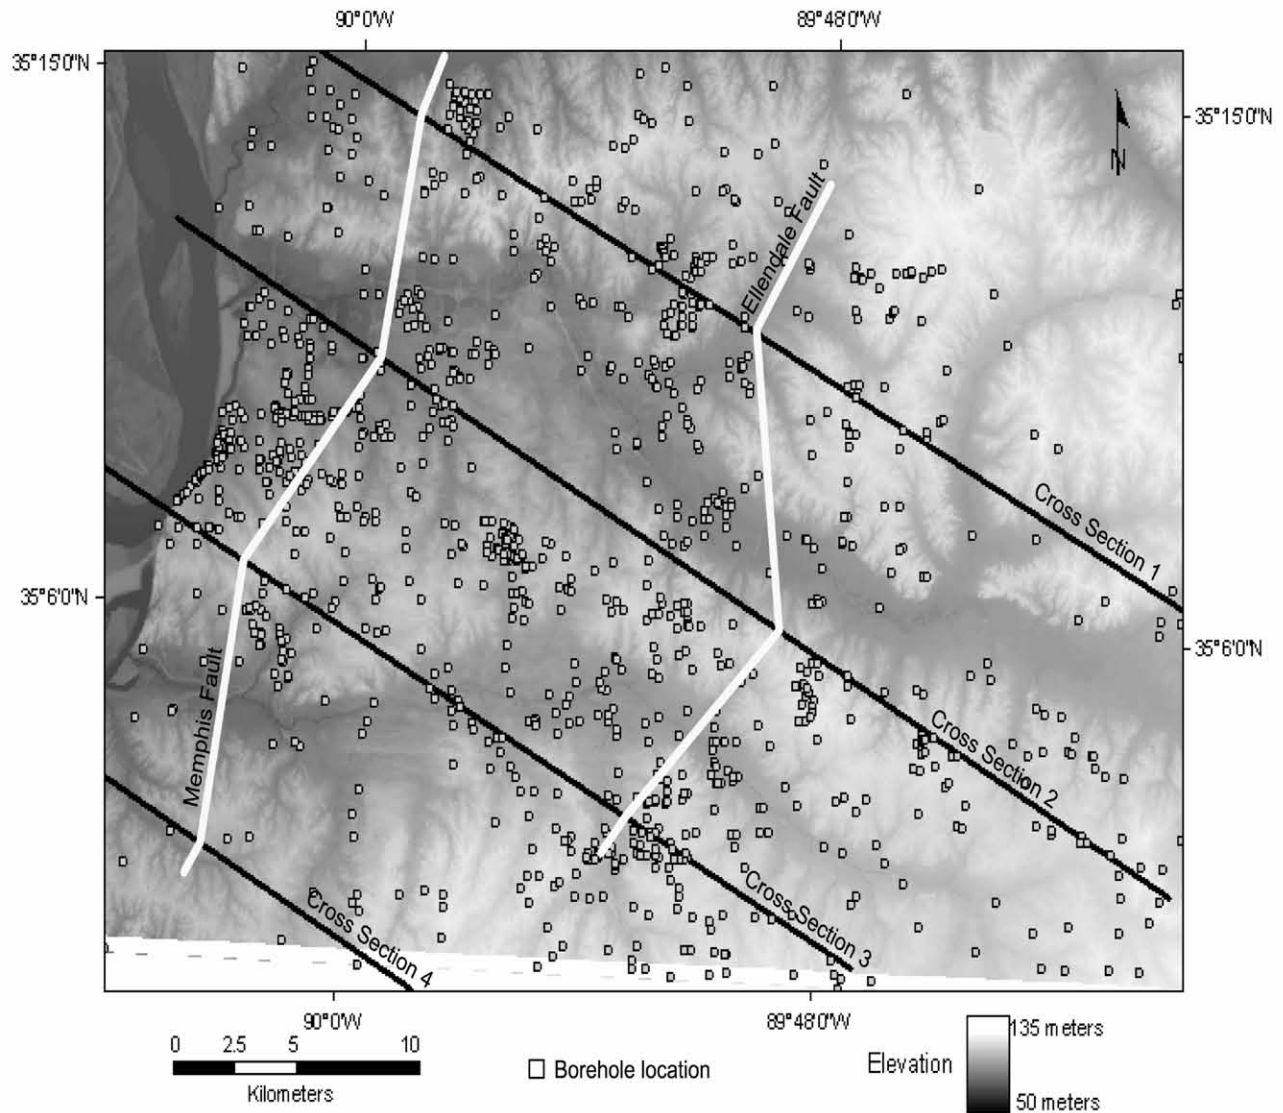 90°0'W
89°48'0'W
35°15'0"N
35°15'0"N
N
Ellendale Fault
Cross Section 1
35°6'0"N
35°6'0"N
Memphis Fault
Cross Section 2
Cross Section 3
Cross Section 4
90°0'W
89°48'0'W
0 2.5 5 10
Kilometers
Borehole location
Elevation
135 meters
50 meters